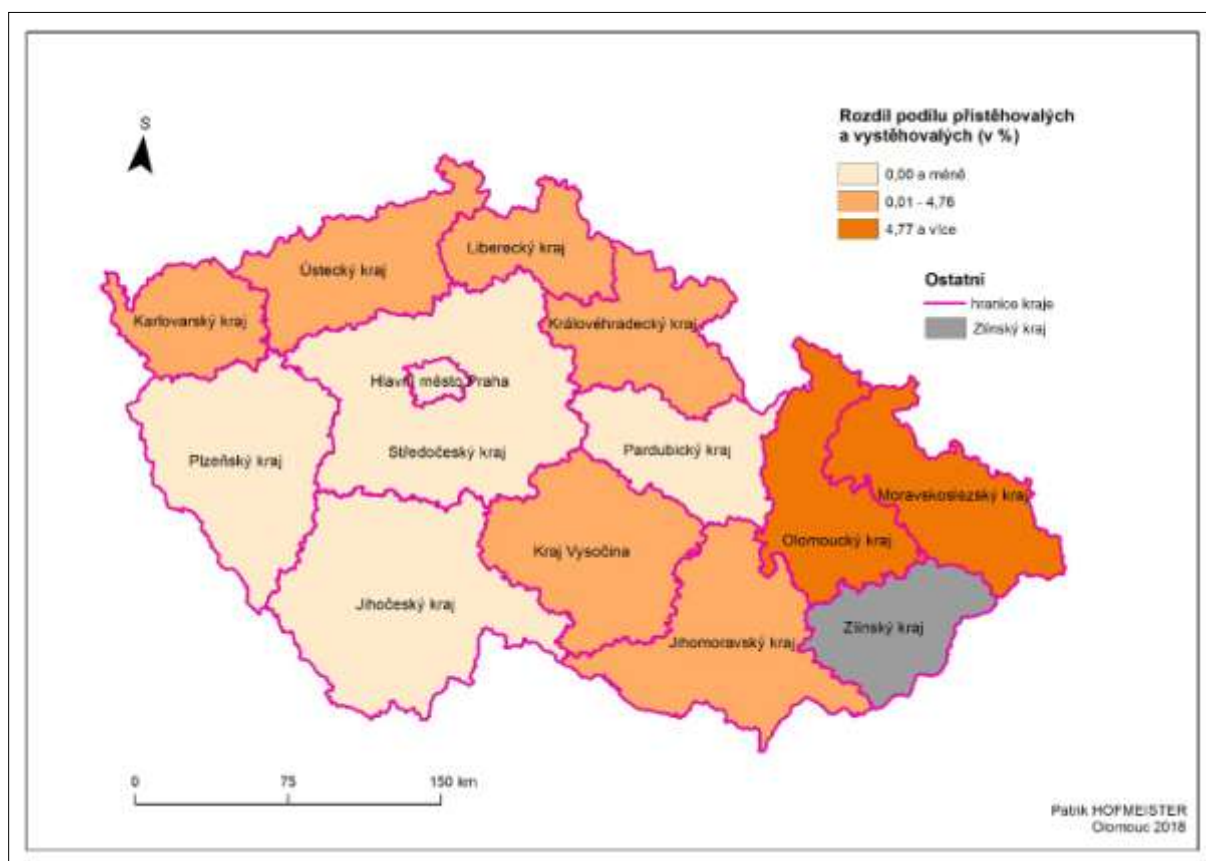 S
Rozdíl podílu přistěhovalých
a vystěhovalých (v %)
0,00 a méně
0,01 - 4,76
4,77 a více
Ostatní
hranice kraje
Zlínský kraj
Liberecký kraj
Ústecký kraj
Karlovarský kraj
Královéhradecký kraj
Hlavní město Praha
Středočeský kraj
Pardubický kraj
Plzeňský kraj
Moravskoslezský kraj
Olomoucký kraj
Kraj Vysočina
Jihočeský kraj
Zlínský kraj
Jihomoravský kraj
0 75 150 km
Patrik HOFMEISTER
Olomouc 2018